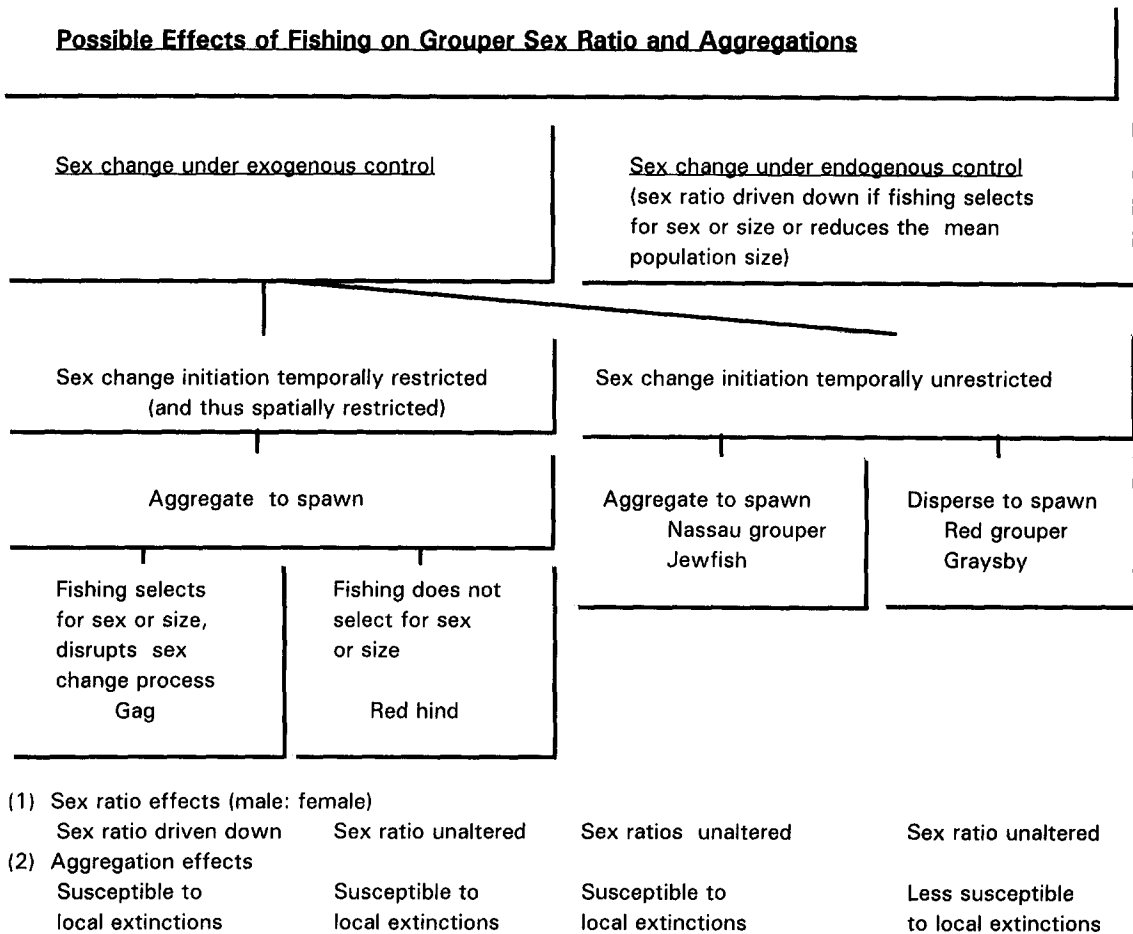 Possible Effects of Fishing on Grouper Sex Ratio and Aggregations
Sex change under exogenous control
Sex change under endogenous control
(sex ratio driven down if fishing selects
for sex or size or reduces the mean
population size)
Sex change initiation temporally restricted
(and thus spatially restricted)
Sex change initiation temporally unrestricted
Aggregate to spawn
Aggregate to spawn
Nassau grouper
Jewfish
Disperse to spawn
Red grouper
Graysby
Fishing selects
for sex or size,
disrupts sex
change process
Gag
Fishing does not
select for sex
or size
Red hind
(1) Sex ratio effects (male: female)
Sex ratio driven down Sex ratio unaltered Sex ratios unaltered Sex ratio unaltered
(2) Aggregation effects
Susceptible to Susceptible to Susceptible to Less susceptible
local extinctions local extinctions local extinctions to local extinctions